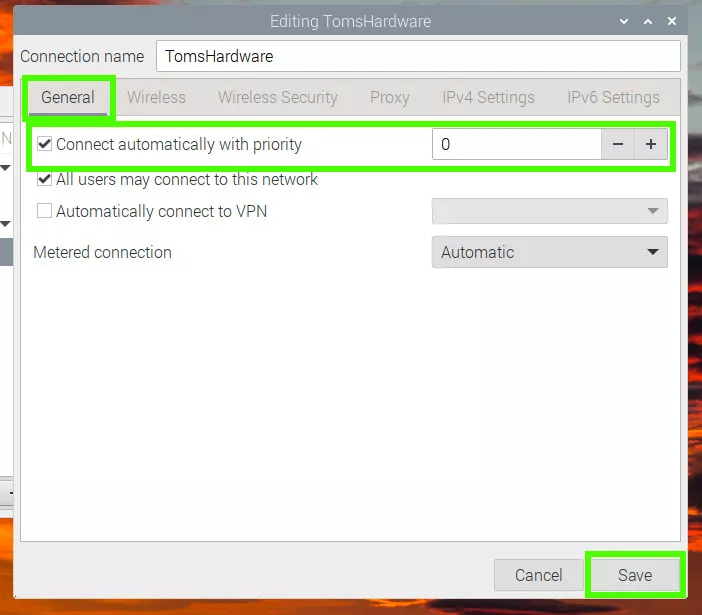 Editing TomsHardware
Connection name TomsHardware
General Wireless Wireless Security Proxy IPv4 Settings IPv6 Settings
N
Connect automatically with priority 0 − +
All users may connect to this network
Automatically connect to VPN
Metered connection Automatic
Cancel Save